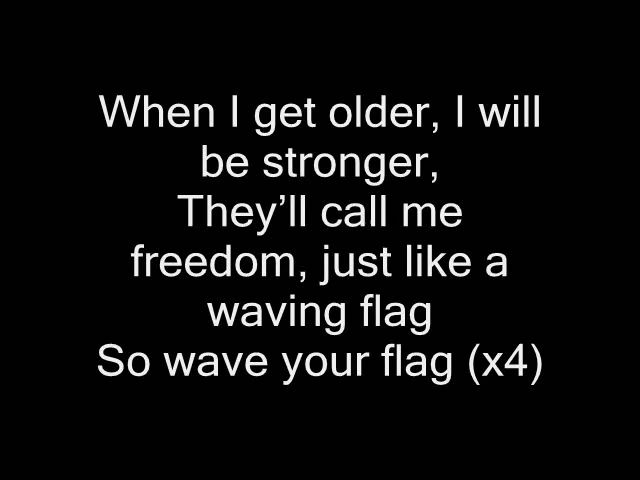 When I get older, I will
be stronger,
They’ll call me
freedom, just like a
waving flag
So wave your flag (x4)